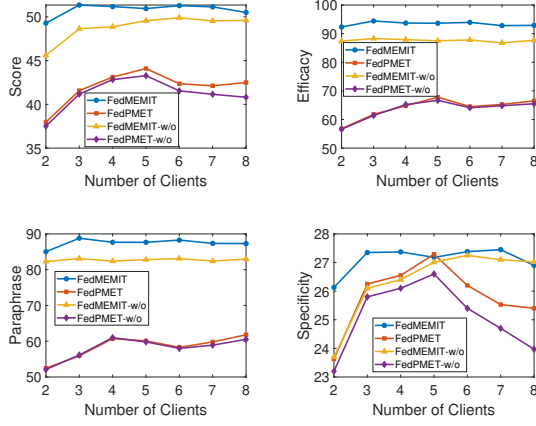 50
45
40
35
Score
2 3 4 5 6 7 8
Number of Clients
FedMEMIT
FedPMET
FedMEMIT-w/o
FedPMET-w/o
100
90
80
70
60
50
Efficacy
2 3 4 5 6 7 8
Number of Clients
FedMEMIT
FedPMET
FedMEMIT-w/o
FedPMET-w/o
90
80
70
60
50
Paraphrase
2 3 4 5 6 7 8
Number of Clients
FedMEMIT
FedPMET
FedMEMIT-w/o
FedPMET-w/o
28
27
26
25
24
23
Specificity
2 3 4 5 6 7 8
Number of Clients
FedMEMIT
FedPMET
FedMEMIT-w/o
FedPMET-w/o